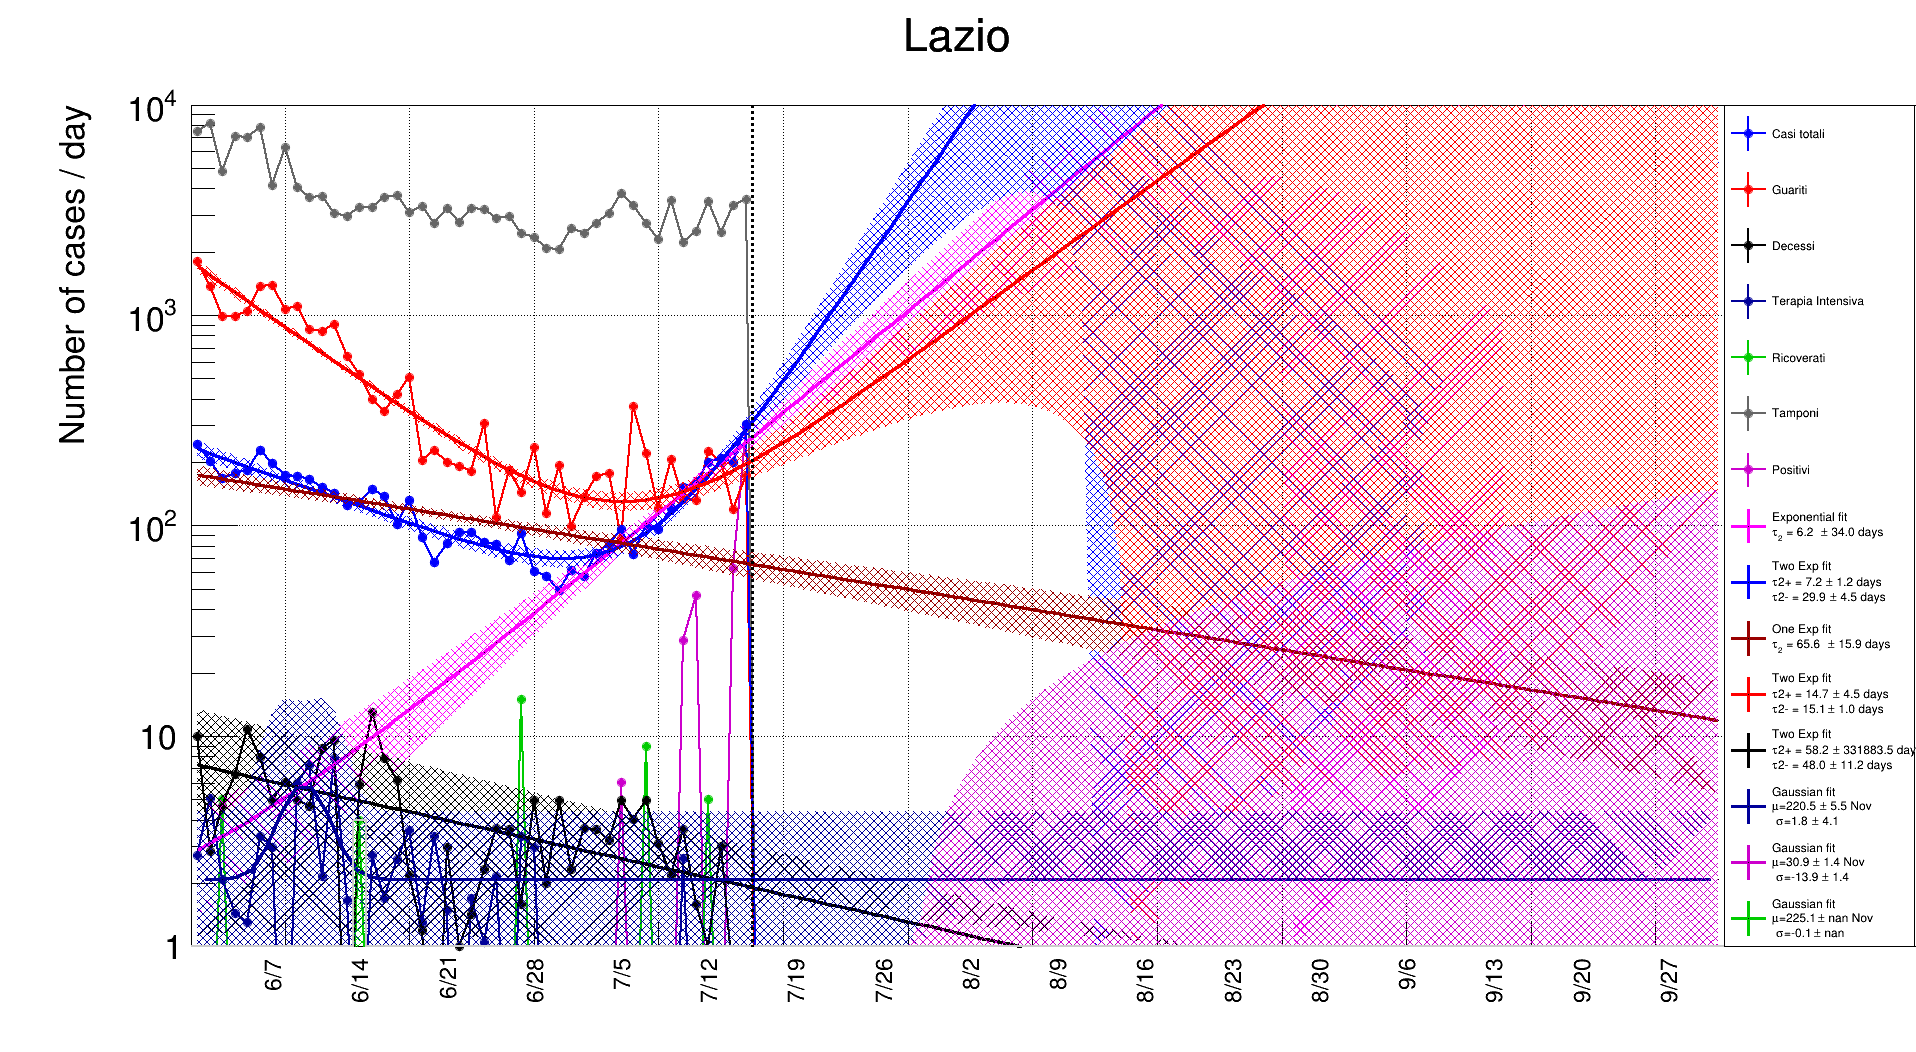 Lazio
Number of cases / day
10^4
10^3
10^2
10
1
6/7
6/14
6/21
6/28
7/5
7/12
7/19
7/26
8/2
8/9
8/16
8/23
8/30
9/6
9/13
9/20
9/27
Casi totali
Guariti
Decessi
Terapia Intensiva
Ricoverati
Tamponi
Positivi
Exponential fit
τ₂ = 6.2 ± 34.0 days
Two Exp fit
τ2+ = 7.2 ± 1.2 days
τ2- = 29.9 ± 4.5 days
One Exp fit
τ₂ = 65.6 ± 15.9 days
Two Exp fit
τ2+ = 14.7 ± 4.5 days
τ2- = 15.1 ± 1.0 days
Two Exp fit
τ2+ = 58.2 ± 331883.5 day
τ2- = 48.0 ± 11.2 days
Gaussian fit
μ=220.5 ± 5.5 Nov
σ=1.8 ± 4.1
Gaussian fit
μ=30.9 ± 1.4 Nov
σ=-13.9 ± 1.4
Gaussian fit
μ=225.1 ± nan Nov
σ=-0.1 ± nan